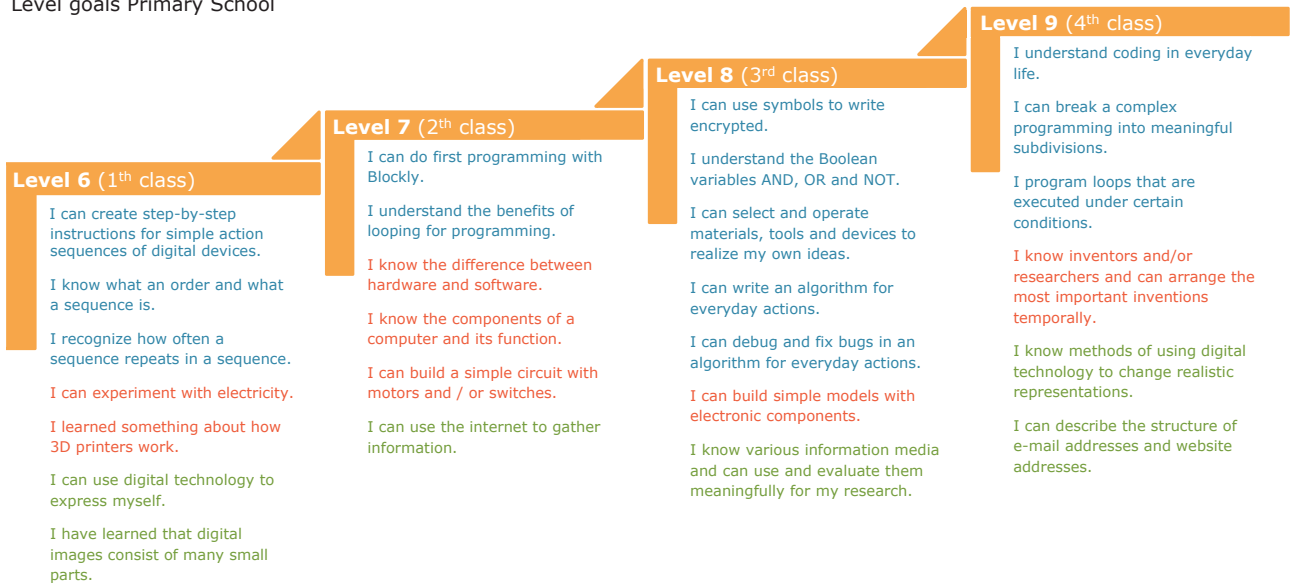 Level goals Primary School
Level 6 (1th class)
I can create step-by-step
instructions for simple action
sequences of digital devices.
I know what an order and what
a sequence is.
I recognize how often a
sequence repeats in a sequence.
I can experiment with electricity.
I learned something about how
3D printers work.
I can use digital technology to
express myself.
I have learned that digital
images consist of many small
parts.
Level 7 (2th class)
I can do first programming with
Blockly.
I understand the benefits of
looping for programming.
I know the difference between
hardware and software.
I know the components of a
computer and its function.
I can build a simple circuit with
motors and / or switches.
I can use the internet to gather
information.
Level 8 (3rd class)
I can use symbols to write
encrypted.
I understand the Boolean
variables AND, OR and NOT.
I can select and operate
materials, tools and devices to
realize my own ideas.
I can write an algorithm for
everyday actions.
I can debug and fix bugs in an
algorithm for everyday actions.
I can build simple models with
electronic components.
I know various information media
and can use and evaluate them
meaningfully for my research.
Level 9 (4th class)
I understand coding in everyday
life.
I can break a complex
programming into meaningful
subdivisions.
I program loops that are
executed under certain
conditions.
I know inventors and/or
researchers and can arrange the
most important inventions
temporally.
I know methods of using digital
technology to change realistic
representations.
I can describe the structure of
e-mail addresses and website
addresses.